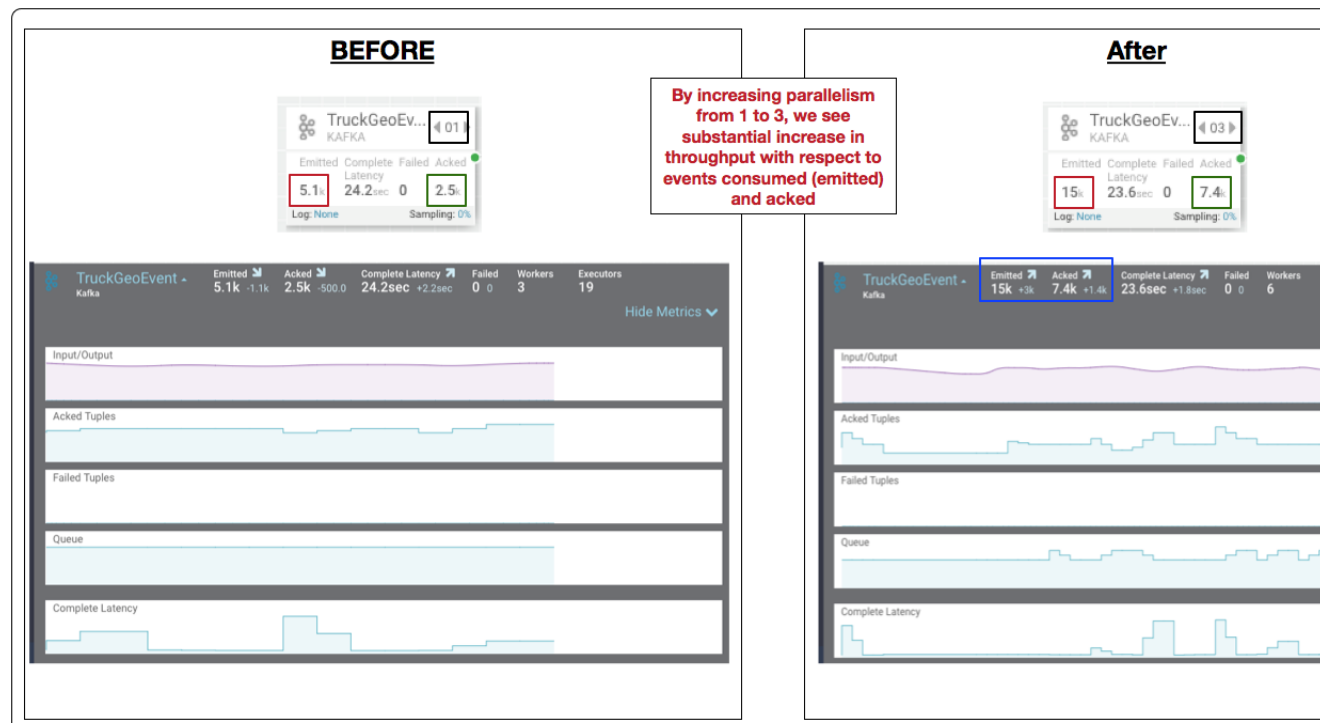 BEFORE
TruckGeoEv...
01
KAFKA
Emitted Complete Latency Failed Acked
5.1k 24.2sec 0 2.5k
Log: None Sampling: 0%
TruckGeoEvent
Kafka
Emitted Acked Complete Latency Failed Workers Executors
5.1k -1.1k 2.5k -500.0 24.2sec +2.2sec 0 0 3 19
Hide Metrics
Input/Output
Acked Tuples
Failed Tuples
Queue
Complete Latency
By increasing parallelism
from 1 to 3, we see
substantial increase in
throughput with respect to
events consumed (emitted)
and acked
After
TruckGeoEv...
03
KAFKA
Emitted Complete Latency Failed Acked
15k 23.6sec 0 7.4k
Log: None Sampling: 0%
TruckGeoEvent
Kafka
Emitted Acked Complete Latency Failed Workers
15k +3k 7.4k +1.4k 23.6sec +1.8sec 0 0 6
Input/Output
Acked Tuples
Failed Tuples
Queue
Complete Latency